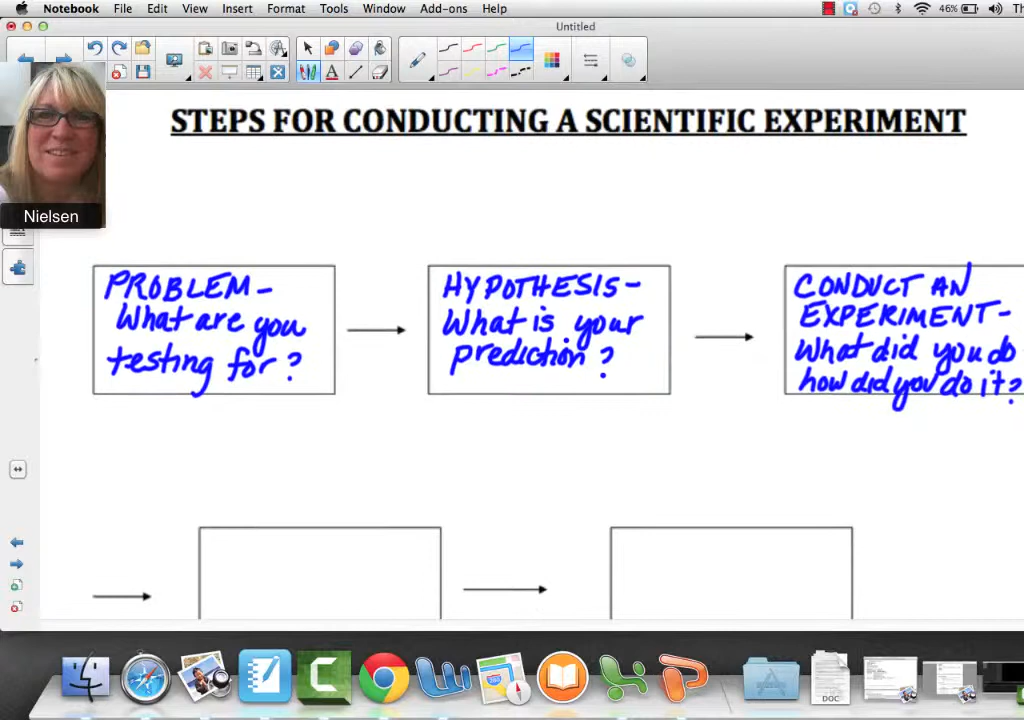 Notebook File Edit View Insert Format Tools Window Add-ons Help 46% Th
Untitled
STEPS FOR CONDUCTING A SCIENTIFIC EXPERIMENT
Nielsen
PROBLEM-
What are you
testing for?
HYPOTHESIS-
What is your
prediction?
CONDUCT AN
EXPERIMENT-
What did you do
how did you do it?
DOC